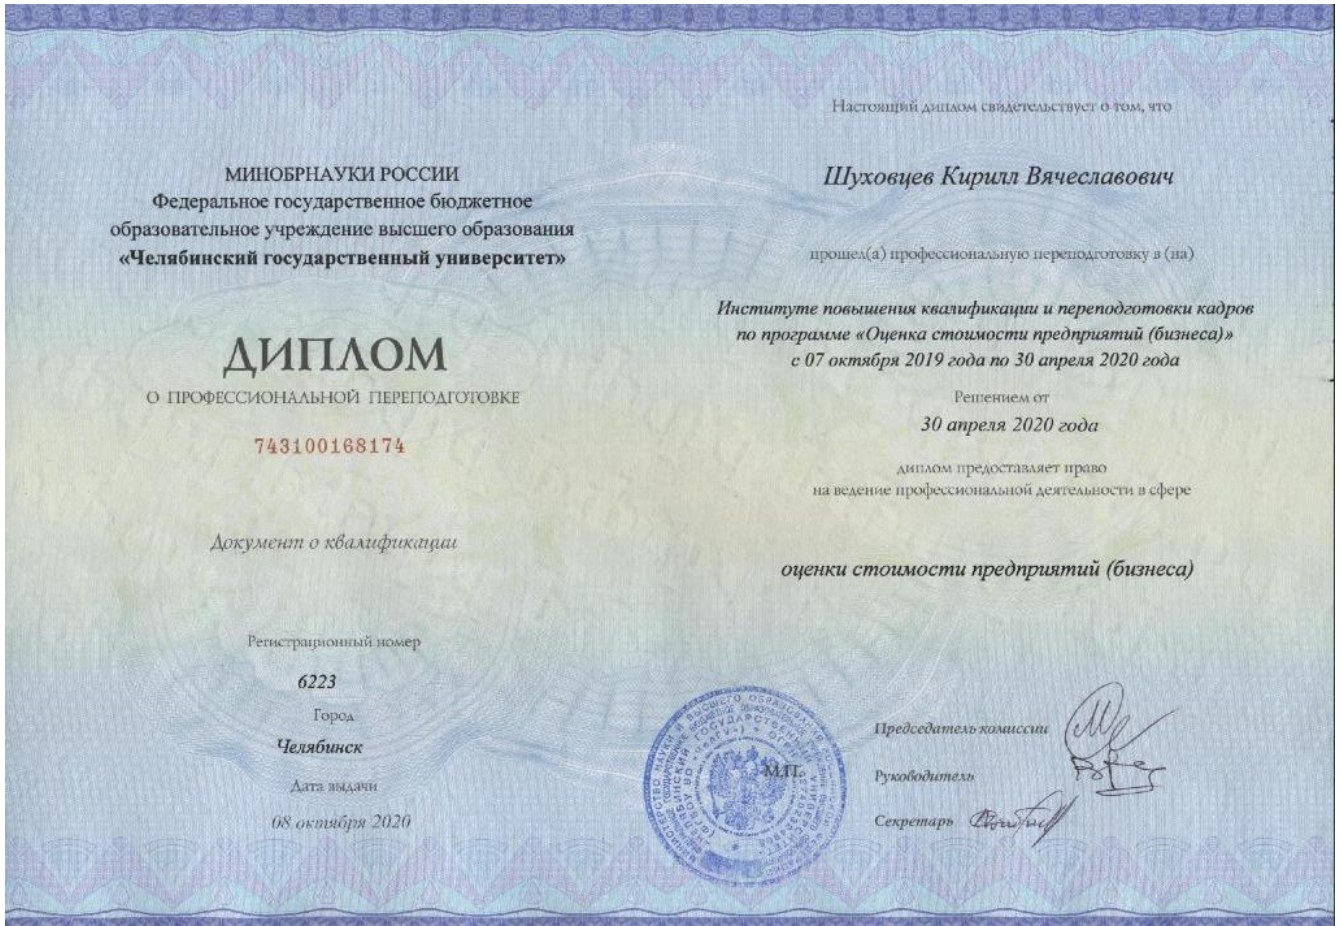 МИНОБРНАУКИ РОССИИ
Федеральное государственное бюджетное
образовательное учреждение высшего образования
«Челябинский государственный университет»
ДИПЛОМ
О ПРОФЕССИОНАЛЬНОЙ ПЕРЕПОДГОТОВКЕ
743100168174
Документ о квалификации
Регистрационный номер
6223
Город
Челябинск
Дата выдачи
08 октября 2020
Настоящий диплом свидетельствует о том, что
Шуховцев Кирилл Вячеславович
прошел(а) профессиональную переподготовку в (на)
Институте повышения квалификации и переподготовки кадров
по программе «Оценка стоимости предприятий (бизнеса)»
с 07 октября 2019 года по 30 апреля 2020 года
Решением от
30 апреля 2020 года
диплом предоставляет право
на ведение профессиональной деятельности в сфере
оценки стоимости предприятий (бизнеса)
М.П.
Председатель комиссии
Руководитель
Секретарь